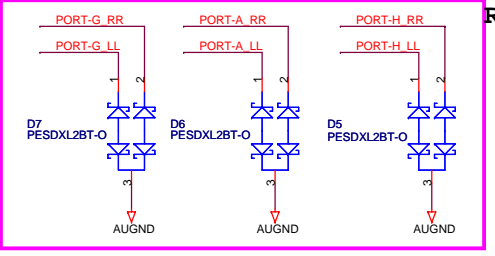 PORT-G_RR PORT-A_RR PORT-H_RR R
PORT-G_LL PORT-A_LL PORT-H_LL
1 2 1 2 1 2
D7 D6 D5
PESDXL2BT-O PESDXL2BT-O PESDXL2BT-O
3 3 3
AUGND AUGND AUGND